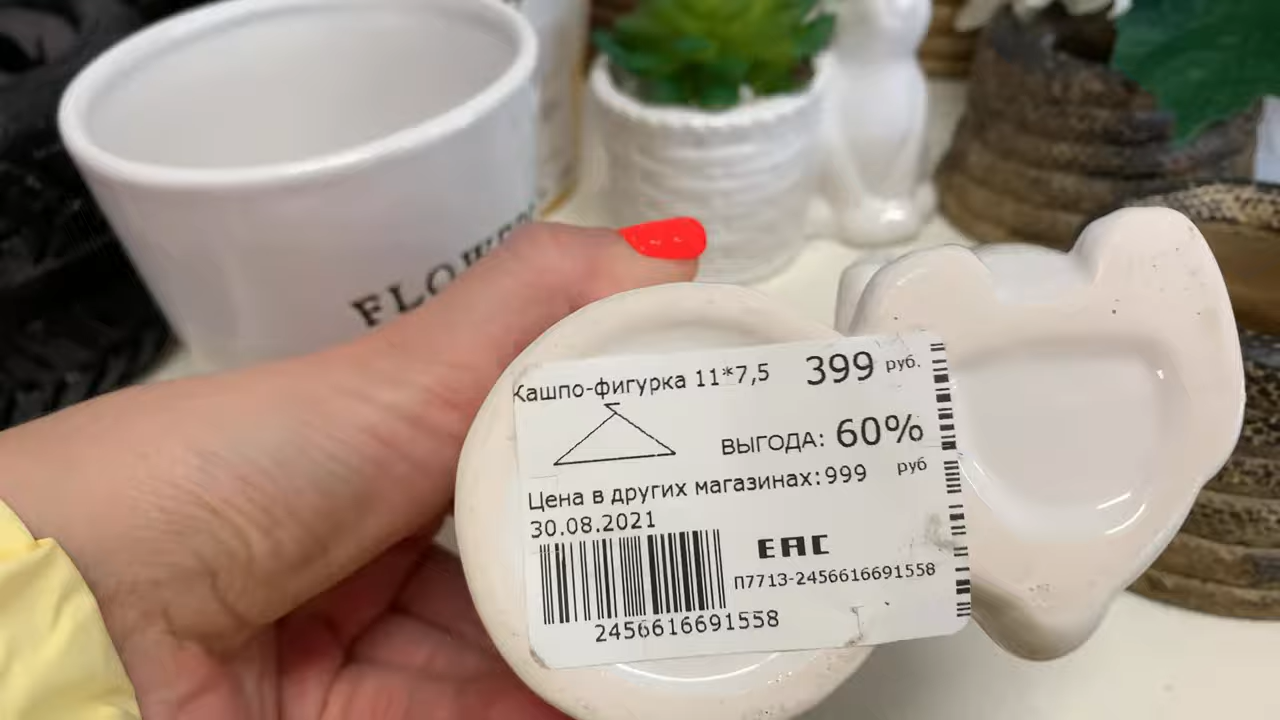 FLOWERS
Кашпо-фигурка 11*7,5 399 руб.
ВЫГОДА: 60%
Цена в других магазинах: 999 руб
30.08.2021
EAC
П7713-2456616691558
2456616691558